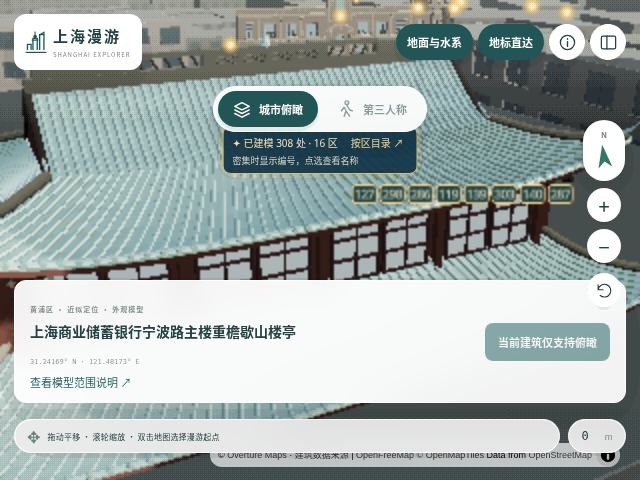 上海漫游
SHANGHAI EXPLORER
地面与水系
地标直达
城市俯瞰
第三人称
✦ 已建模 308 处 · 16 区 按区目录 ↗
密集时显示编号，点选查看名称
N
127 298 286 119 139 303 140 287
黄浦区 · 近似定位 · 外观模型
上海商业储蓄银行宁波路主楼重檐歇山楼亭
31.24169° N · 121.48173° E
查看模型范围说明 ↗
当前建筑仅支持俯瞰
拖动平移 · 滚轮缩放 · 双击地图选择漫游起点
0 m
© Overture Maps · 建筑数据来源 | OpenFreeMap © OpenMapTiles Data from OpenStreetMap